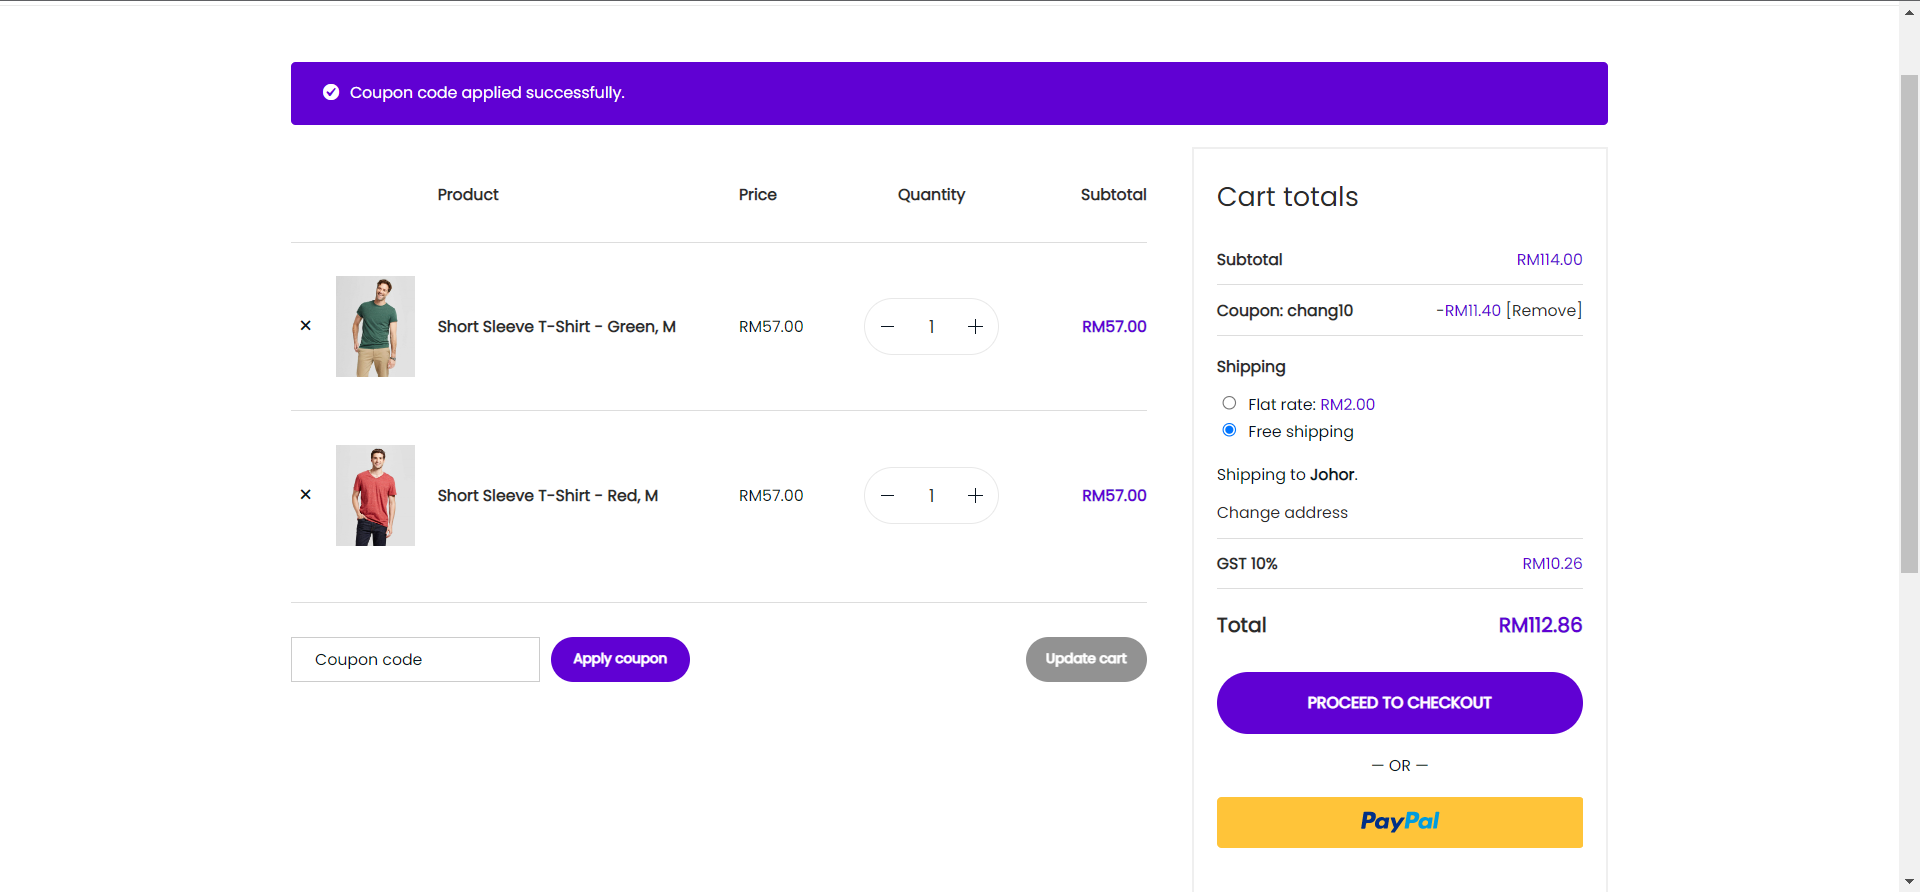 Coupon code applied successfully.
Product Price Quantity Subtotal
× Short Sleeve T-Shirt - Green, M RM57.00 − 1 + RM57.00
× Short Sleeve T-Shirt - Red, M RM57.00 − 1 + RM57.00
Coupon code Apply coupon Update cart
Cart totals
Subtotal RM114.00
Coupon: chang10 -RM11.40 [Remove]
Shipping
Flat rate: RM2.00
Free shipping
Shipping to Johor.
Change address
GST 10% RM10.26
Total RM112.86
PROCEED TO CHECKOUT
— OR —
PayPal